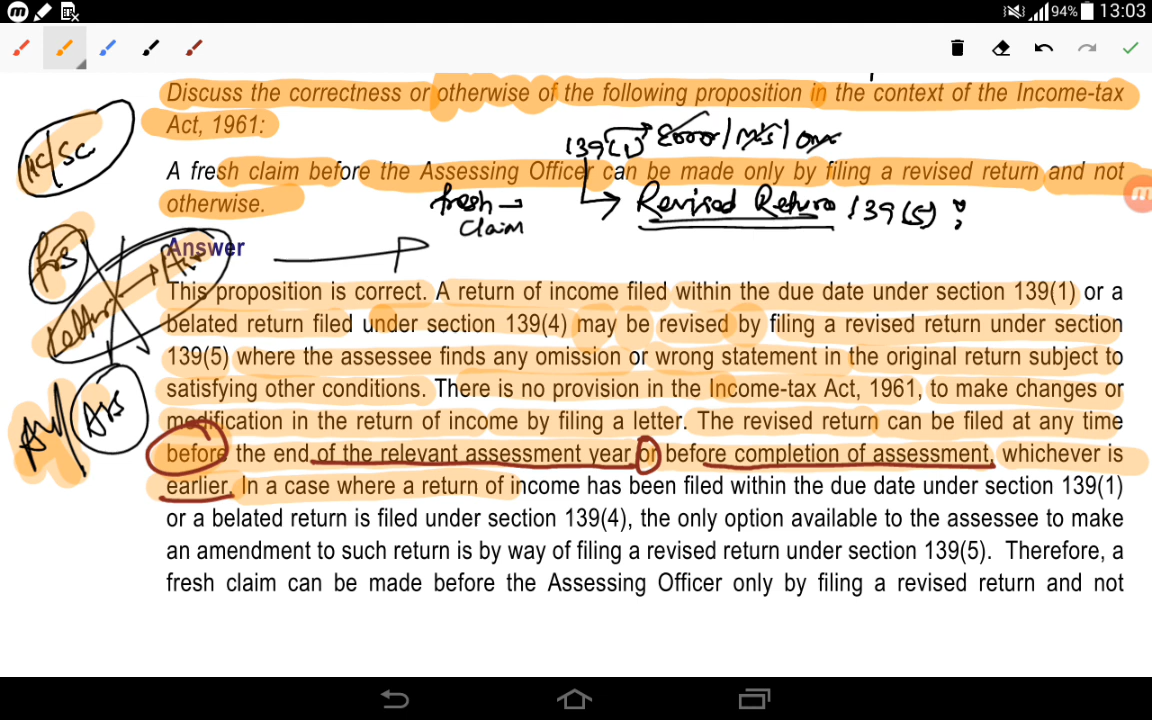 94% 13:03
Discuss the correctness or otherwise of the following proposition in the context of the Income-tax
Act, 1961:
139(1) → Error / Mis / Om
HC/SC
A fresh claim before the Assessing Officer can be made only by filing a revised return and not
otherwise.
fresh → Revised Return 139(5)
claim
Answer
This proposition is correct. A return of income filed within the due date under section 139(1) or a
belated return filed under section 139(4) may be revised by filing a revised return under section
139(5) where the assessee finds any omission or wrong statement in the original return subject to
satisfying other conditions. There is no provision in the Income-tax Act, 1961, to make changes or
modification in the return of income by filing a letter. The revised return can be filed at any time
before the end of the relevant assessment year or before completion of assessment, whichever is
earlier. In a case where a return of income has been filed within the due date under section 139(1)
or a belated return is filed under section 139(4), the only option available to the assessee to make
an amendment to such return is by way of filing a revised return under section 139(5). Therefore, a
fresh claim can be made before the Assessing Officer only by filing a revised return and not